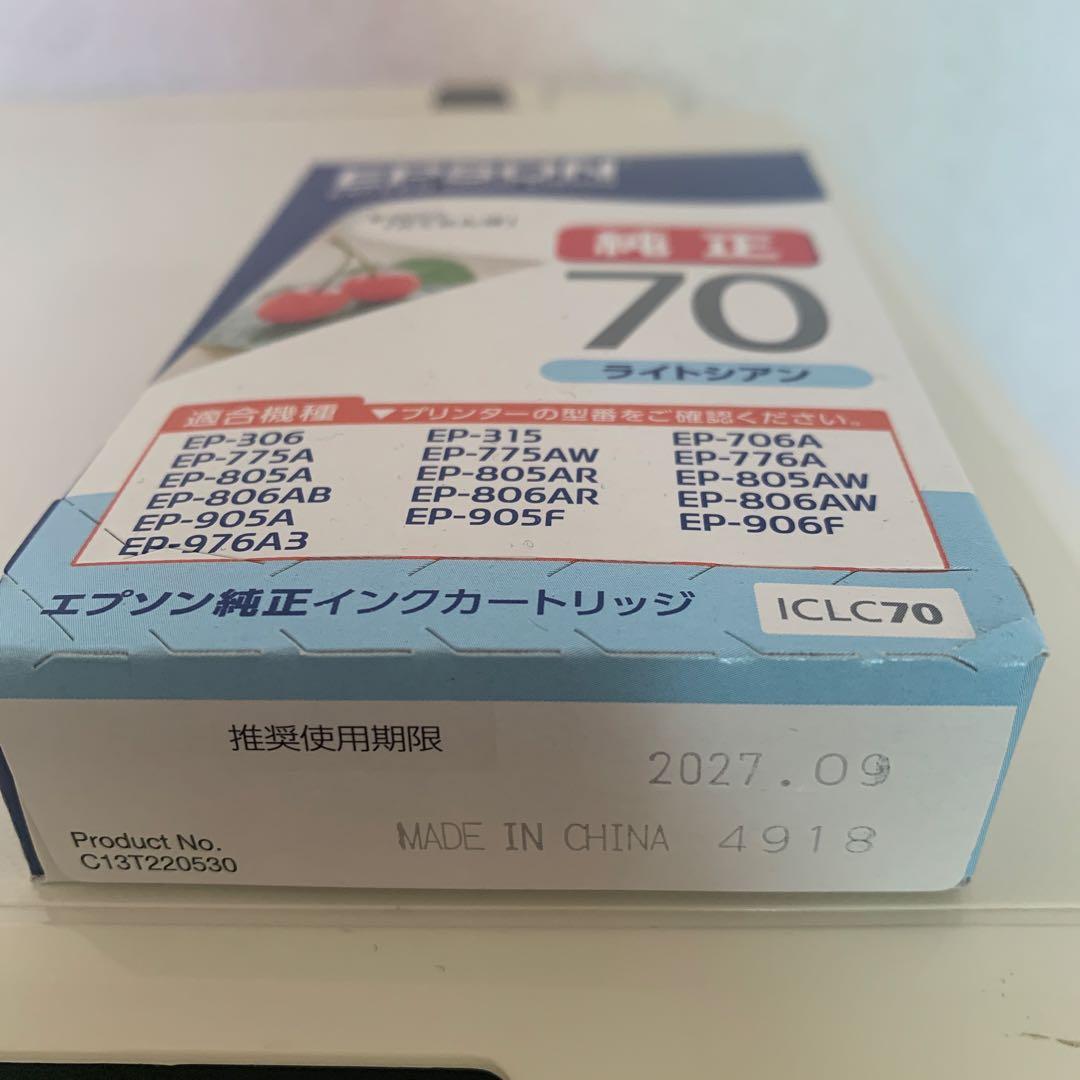 EPSON
純正
70
ライトシアン
適合機種 ▼プリンターの型番をご確認ください。
EP-306 EP-315 EP-706A
EP-775A EP-775AW EP-776A
EP-805A EP-805AR EP-805AW
EP-806AB EP-806AR EP-806AW
EP-905A EP-905F EP-906F
EP-976A3
エプソン純正インクカートリッジ ICLC70
推奨使用期限
2027.09
MADE IN CHINA 4918
Product No.
C13T220530